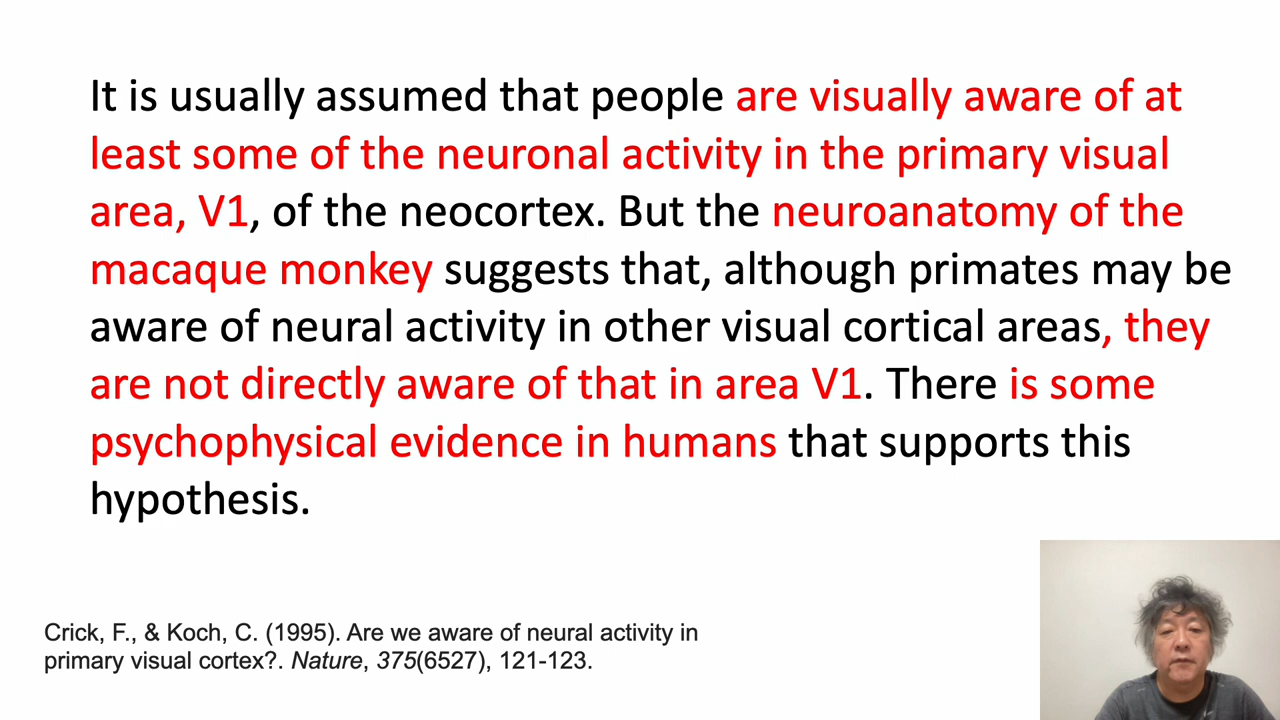 It is usually assumed that people are visually aware of at
least some of the neuronal activity in the primary visual
area, V1, of the neocortex. But the neuroanatomy of the
macaque monkey suggests that, although primates may be
aware of neural activity in other visual cortical areas, they
are not directly aware of that in area V1. There is some
psychophysical evidence in humans that supports this
hypothesis.
Crick, F., & Koch, C. (1995). Are we aware of neural activity in
primary visual cortex?. Nature, 375(6527), 121-123.